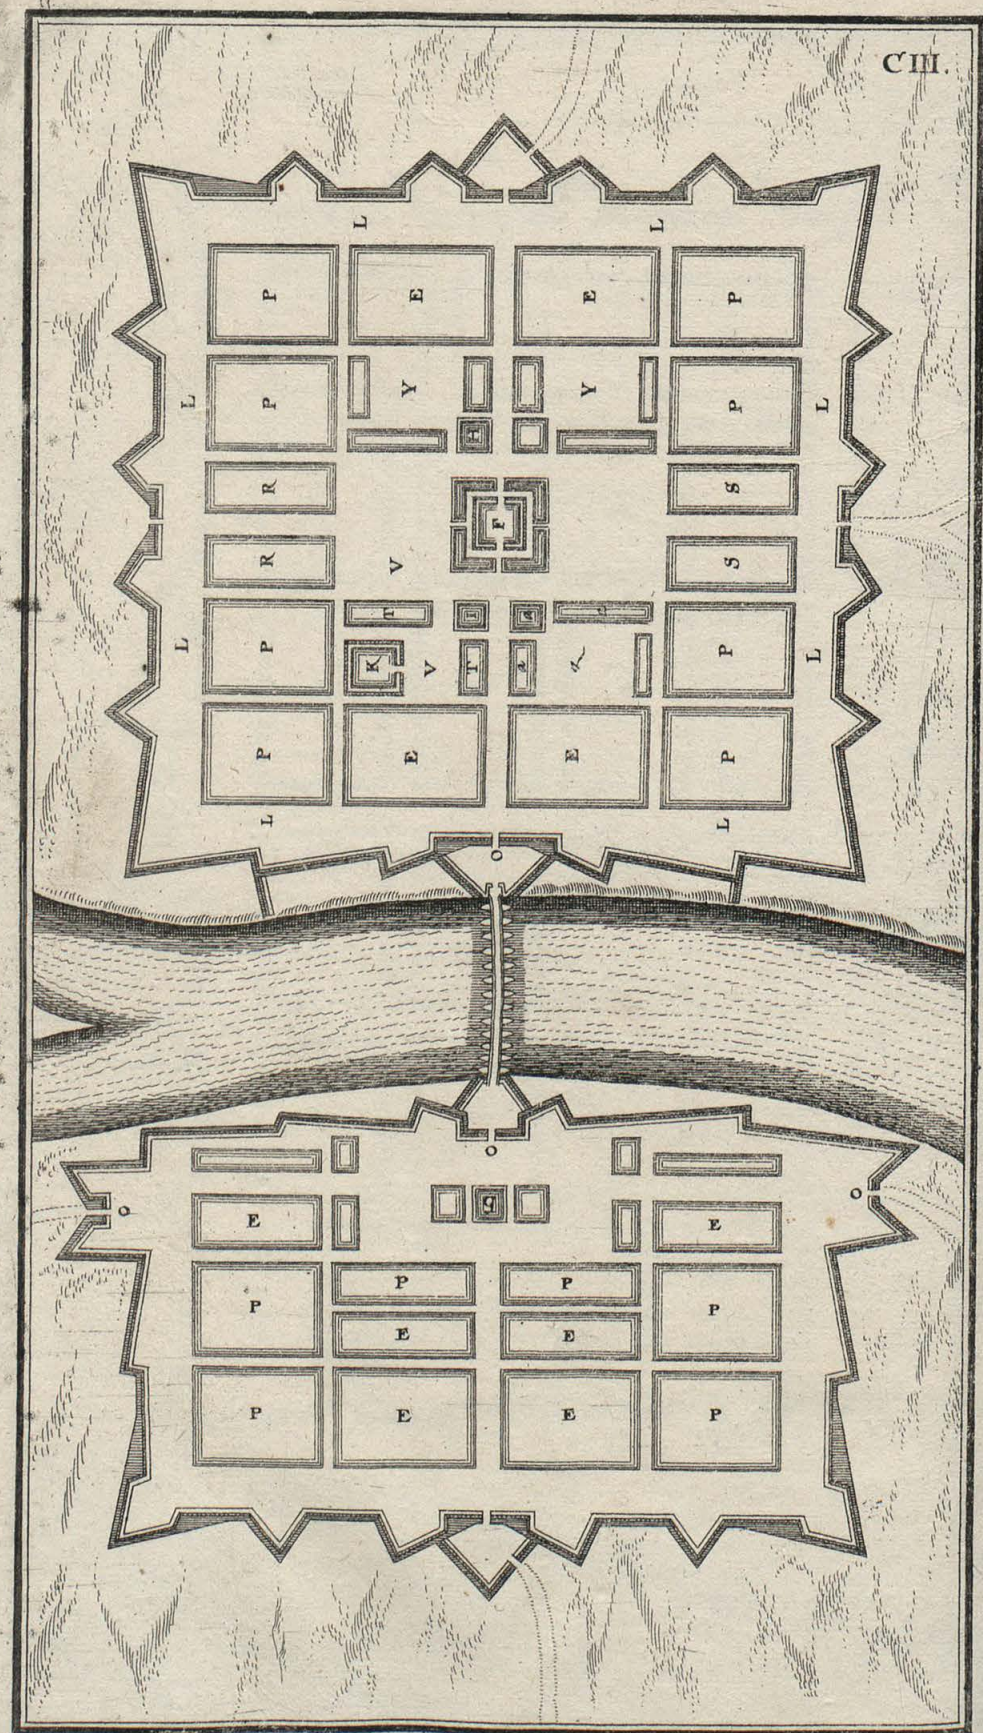 CIII.
L L
P E E P
L P Y Y P L
H
R S
F
R V S
T I
L P K V T P L
P E E P
L L
O
O
O O
g
E E
P P P P
E E
P E E P